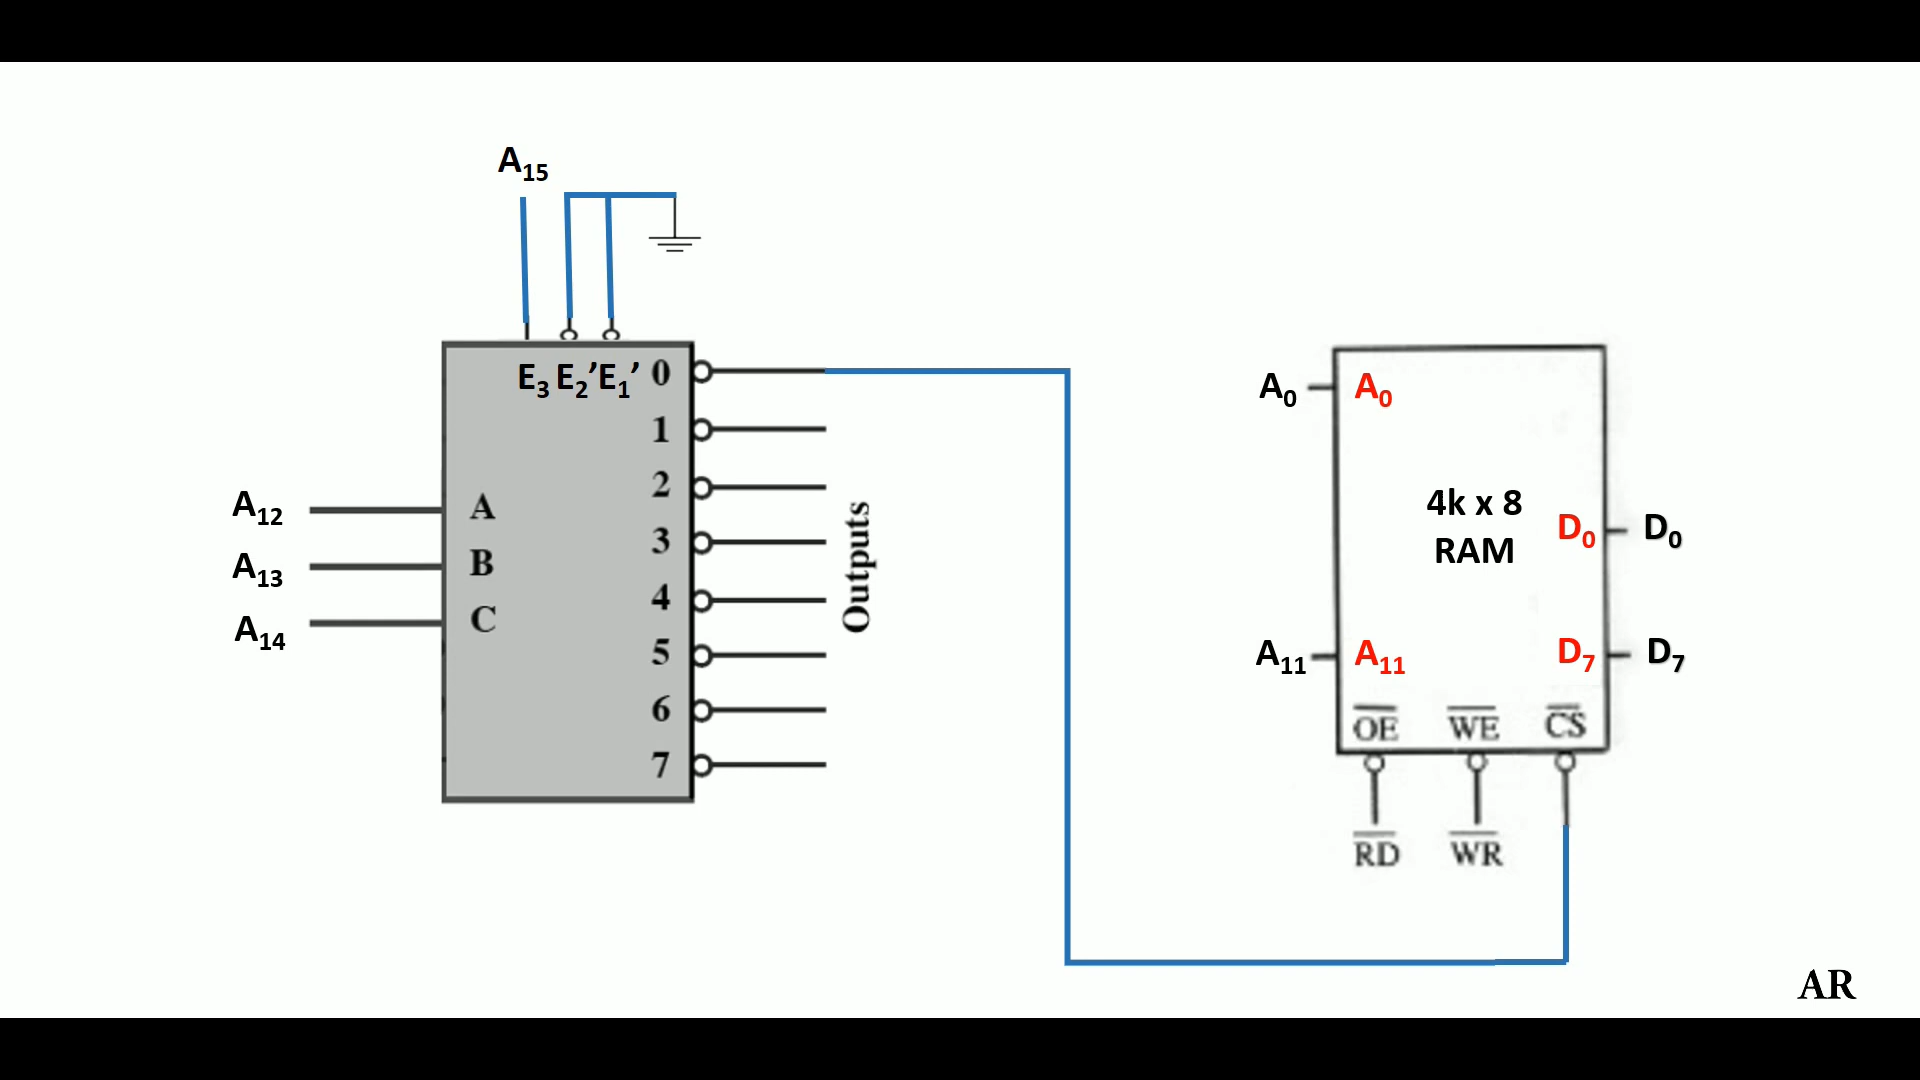 A15
E3 E2’ E1’ 0
1
2
3
4
5
6
7
A12 A
A13 B
A14 C
Outputs
A0 A0
4k x 8
RAM
D0 D0
A11 A11
D7 D7
OE WE CS
RD WR
AR